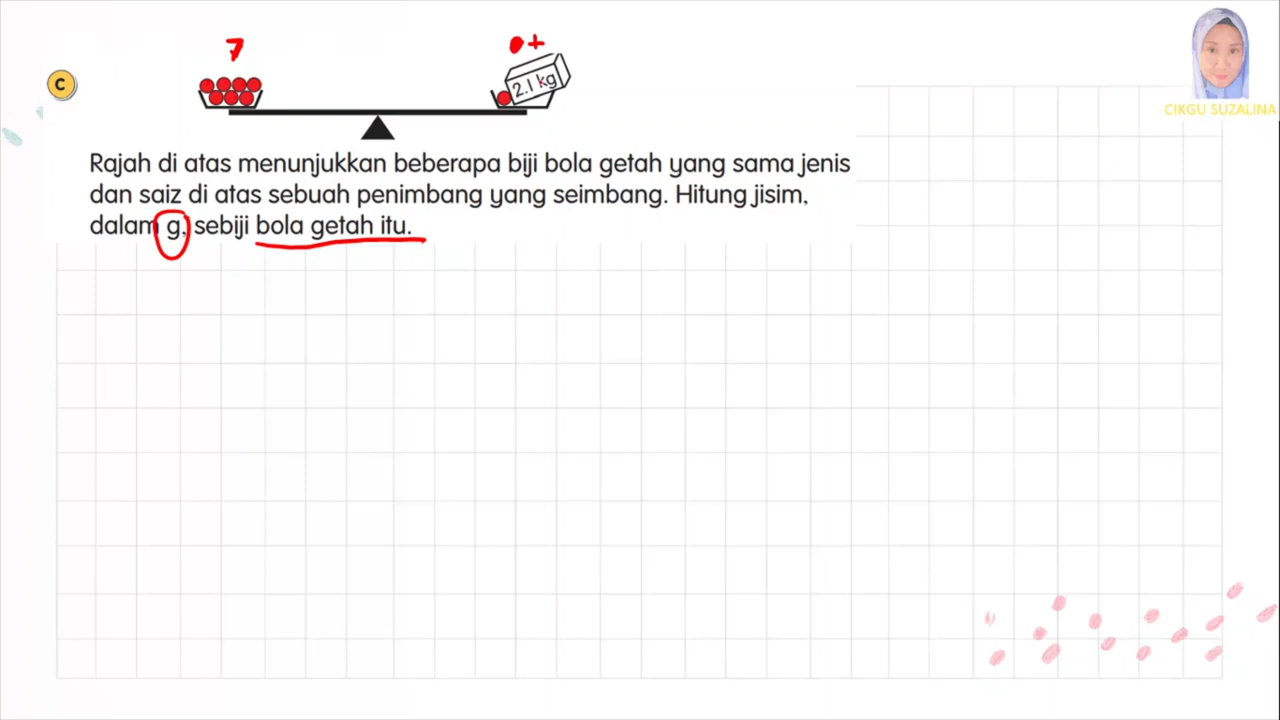 7
+
C
2.1 kg
CIKGU SUZALINA
Rajah di atas menunjukkan beberapa biji bola getah yang sama jenis
dan saiz di atas sebuah penimbang yang seimbang. Hitung jisim,
dalam g, sebiji bola getah itu.